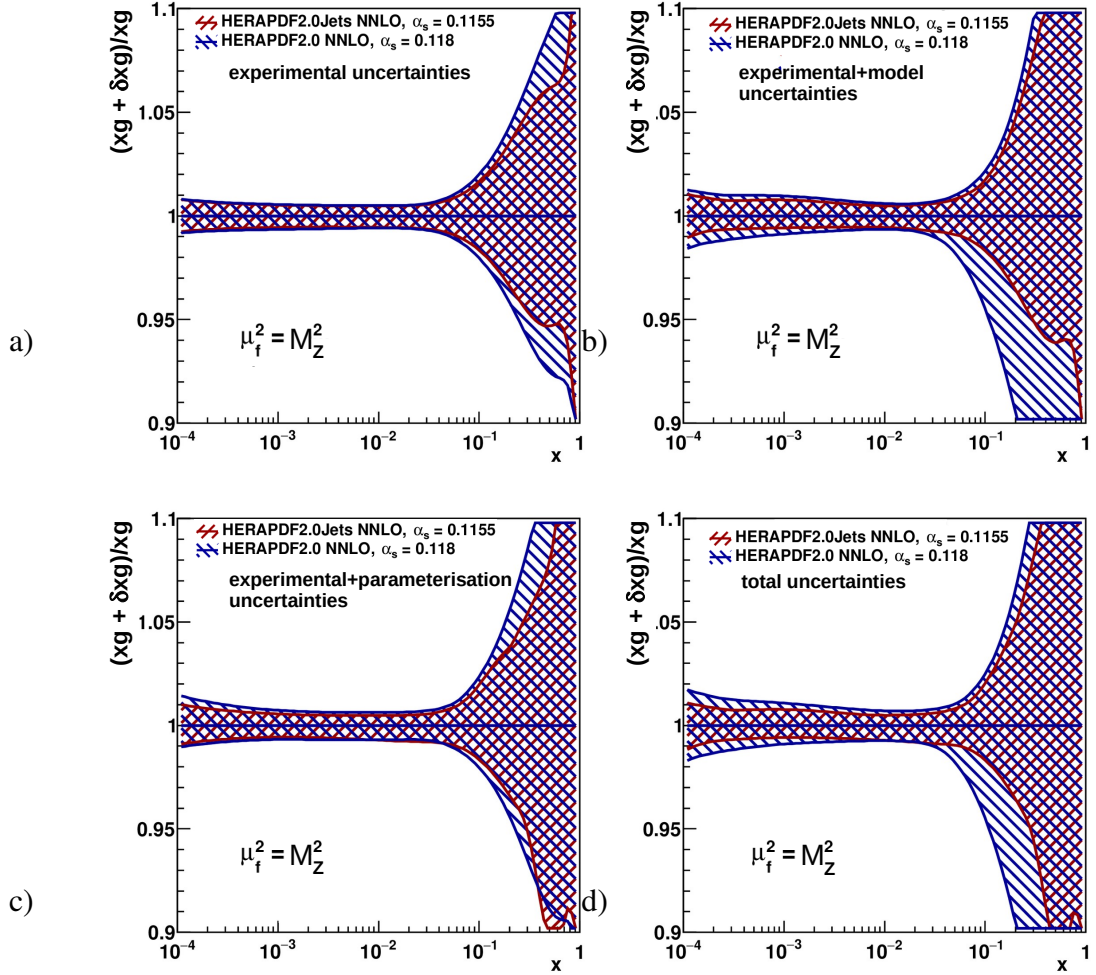 1.1
HERAPDF2.0Jets NNLO, αs = 0.1155
HERAPDF2.0 NNLO, αs = 0.118
experimental uncertainties
(xg + δxg)/xg
1.05
1
0.95
0.9
μf² = MZ²
10⁻⁴ 10⁻³ 10⁻² 10⁻¹ 1
x
a)
1.1
HERAPDF2.0Jets NNLO, αs = 0.1155
HERAPDF2.0 NNLO, αs = 0.118
experimental+model
uncertainties
(xg + δxg)/xg
.05
1
0.95
0.9
μf² = MZ²
10⁻⁴ 10⁻³ 10⁻² 10⁻¹ 1
x
b)
1.1
HERAPDF2.0Jets NNLO, αs = 0.1155
HERAPDF2.0 NNLO, αs = 0.118
experimental+parameterisation
uncertainties
(xg + δxg)/xg
1.05
1
0.95
0.9
μf² = MZ²
10⁻⁴ 10⁻³ 10⁻² 10⁻¹ 1
x
c)
1.1
HERAPDF2.0Jets NNLO, αs = 0.1155
HERAPDF2.0 NNLO, αs = 0.118
total uncertainties
(xg + δxg)/xg
.05
1
0.95
0.9
μf² = MZ²
10⁻⁴ 10⁻³ 10⁻² 10⁻¹ 1
x
d)